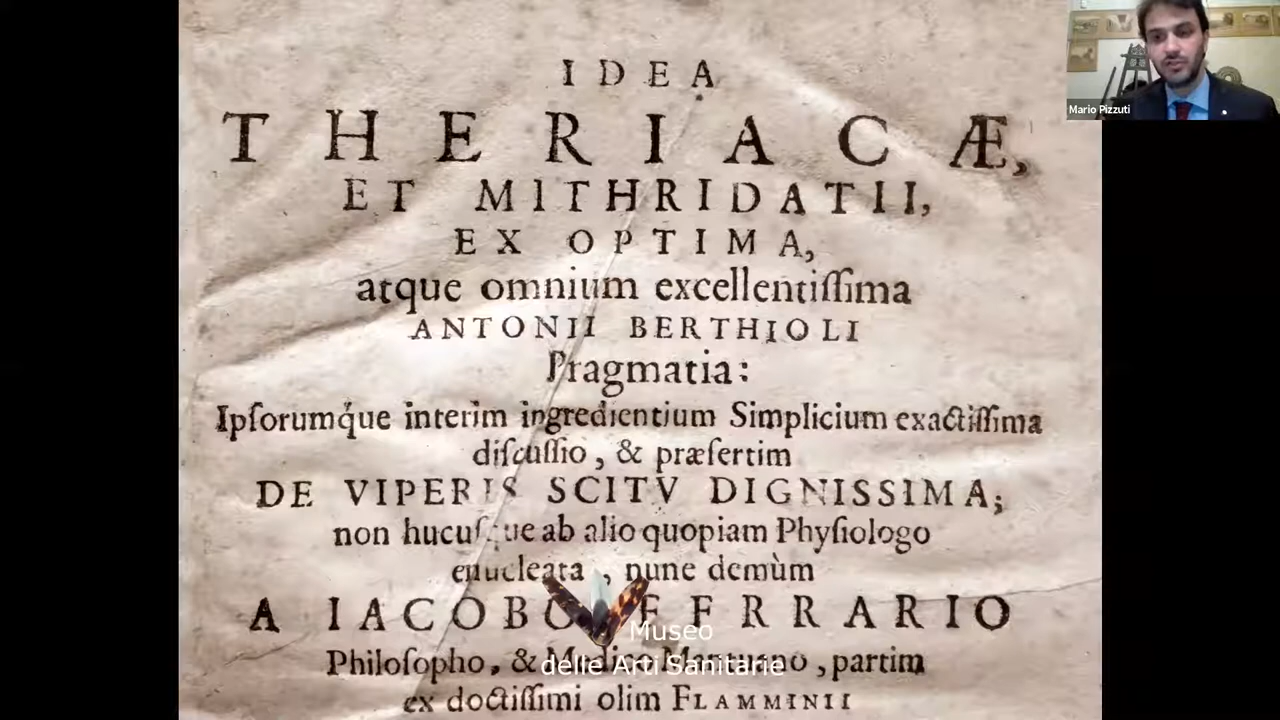 IDEA
THERIACÆ,
ET MITHRIDATII,
EX OPTIMA,
atque omnium excellentiſſima
ANTONII BERTHIOLI
Pragmatia:
Ipſorumq́ue interim ingredientium Simplicium exactiſſima
diſcuſſio, & præſertim
DE VIPERIS SCITV DIGNISSIMA;
non hucuſque ab alio quopiam Phyſiologo
enucleata, nunc demùm
A IACOBO FERRARIO
Philoſopho, & Medico Mantuano, partim
ex doctiſſimi olim FLAMMINII
Museo
delle Arti Sanitarie
Mario Pizzuti